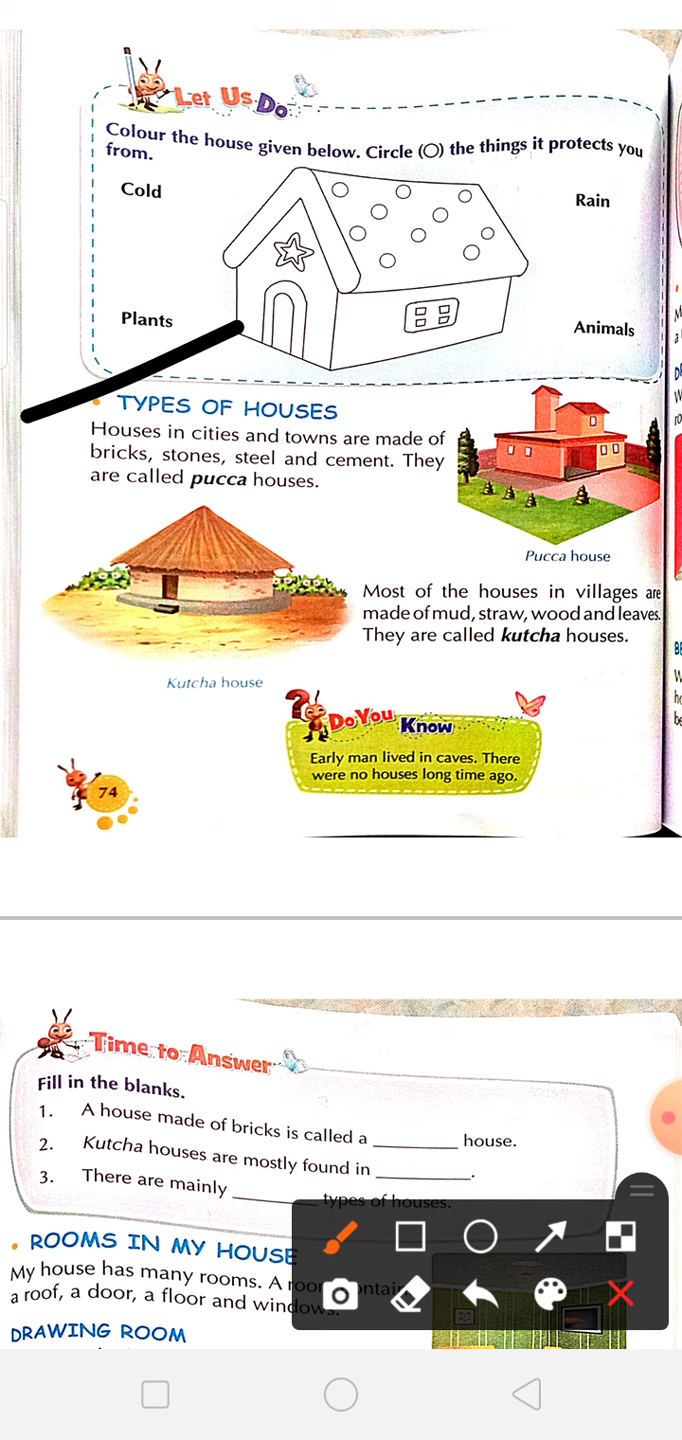 Let Us Do
Colour the house given below. Circle (O) the things it protects you
from.
Cold
Rain
Plants
Animals
• TYPES OF HOUSES
Houses in cities and towns are made of
bricks, stones, steel and cement. They
are called pucca houses.
Pucca house
Most of the houses in villages are
made of mud, straw, wood and leaves.
They are called kutcha houses.
Kutcha house
Do You Know
Early man lived in caves. There
were no houses long time ago.
74
Time to Answer
Fill in the blanks.
1. A house made of bricks is called a ________ house.
2. Kutcha houses are mostly found in ________.
3. There are mainly ________ types of houses.
• ROOMS IN MY HOUSE
My house has many rooms. A
a roof, a door, a floor and windows.
DRAWING ROOM